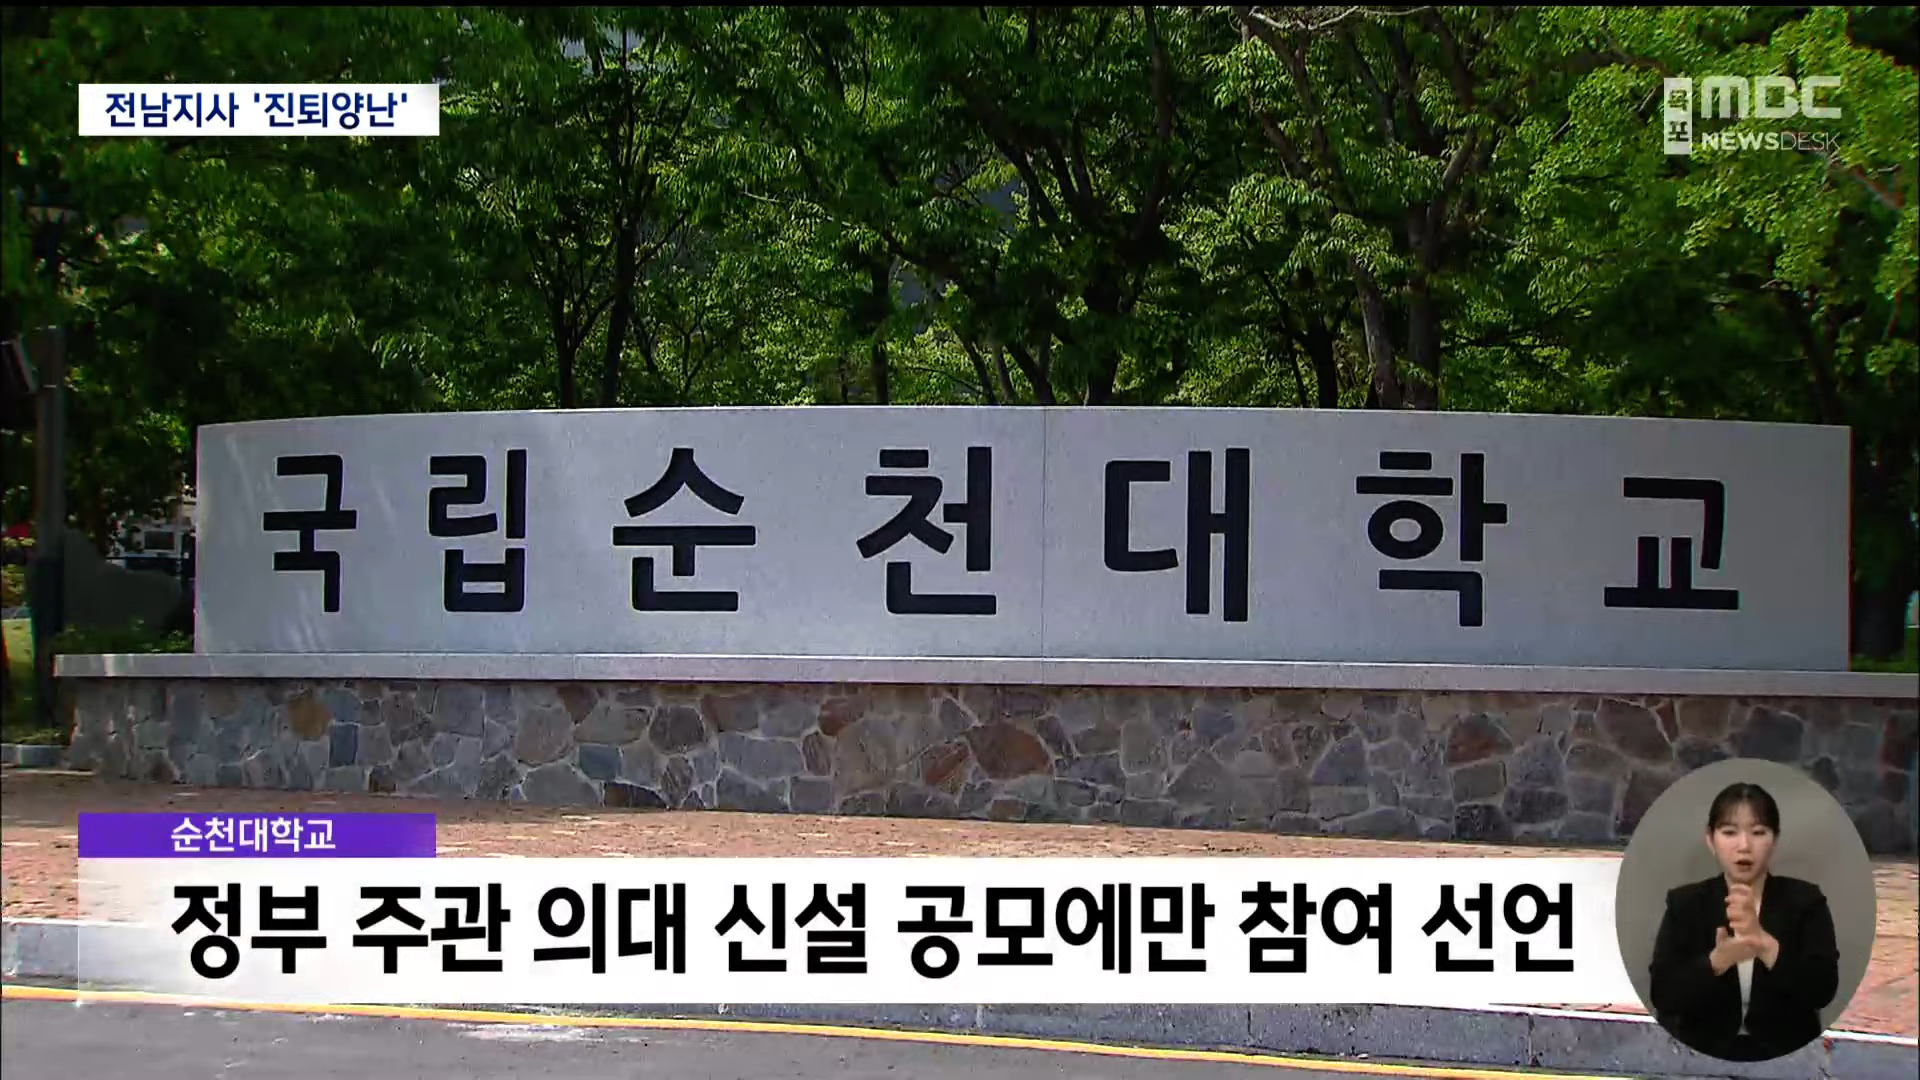 전남지사 '진퇴양난'
목포 MBC
NEWSDESK
국립순천대학교
순천대학교
정부 주관 의대 신설 공모에만 참여 선언